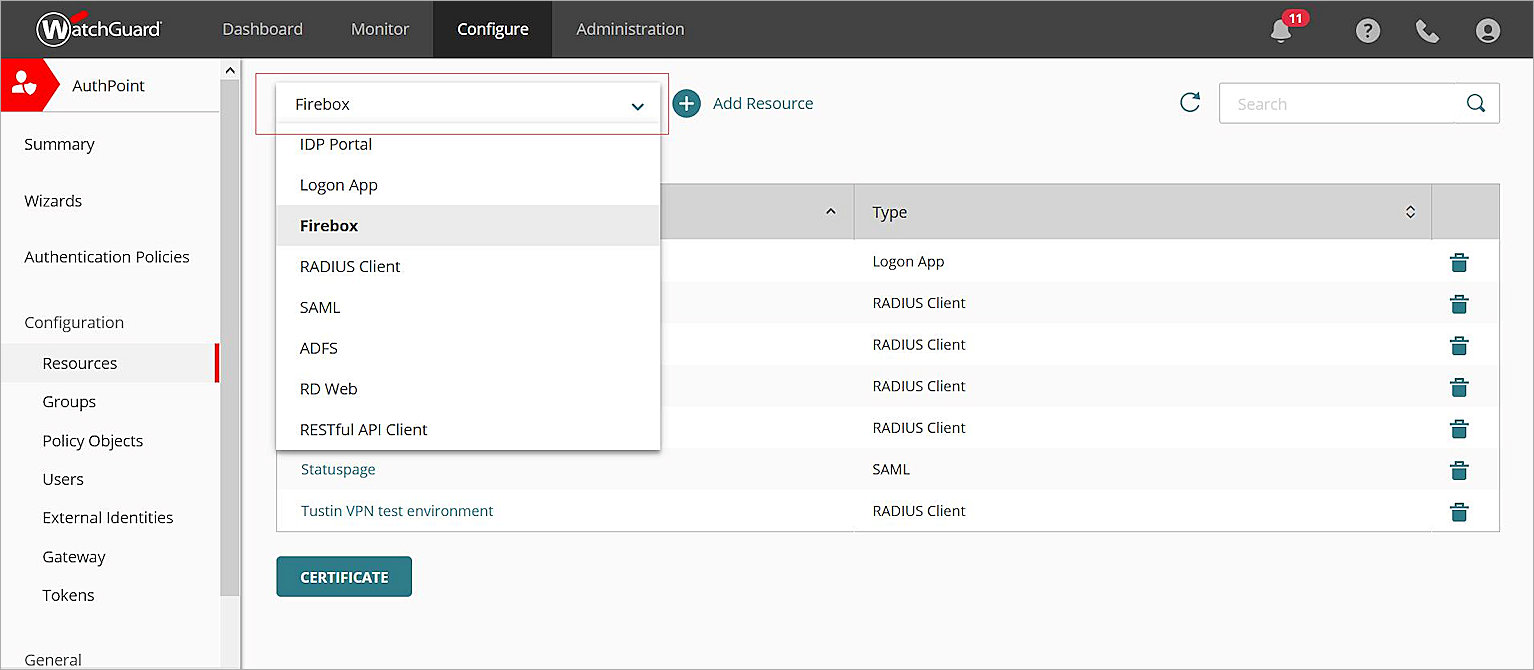 WatchGuard Dashboard Monitor Configure Administration 11 ?
AuthPoint
Summary
Wizards
Authentication Policies
Configuration
Resources
Groups
Policy Objects
Users
External Identities
Gateway
Tokens
General
Firebox
Add Resource
Search
IDP Portal
Logon App
Firebox
RADIUS Client
SAML
ADFS
RD Web
RESTful API Client
Type
Logon App
RADIUS Client
RADIUS Client
RADIUS Client
RADIUS Client
Statuspage SAML
Tustin VPN test environment RADIUS Client
CERTIFICATE